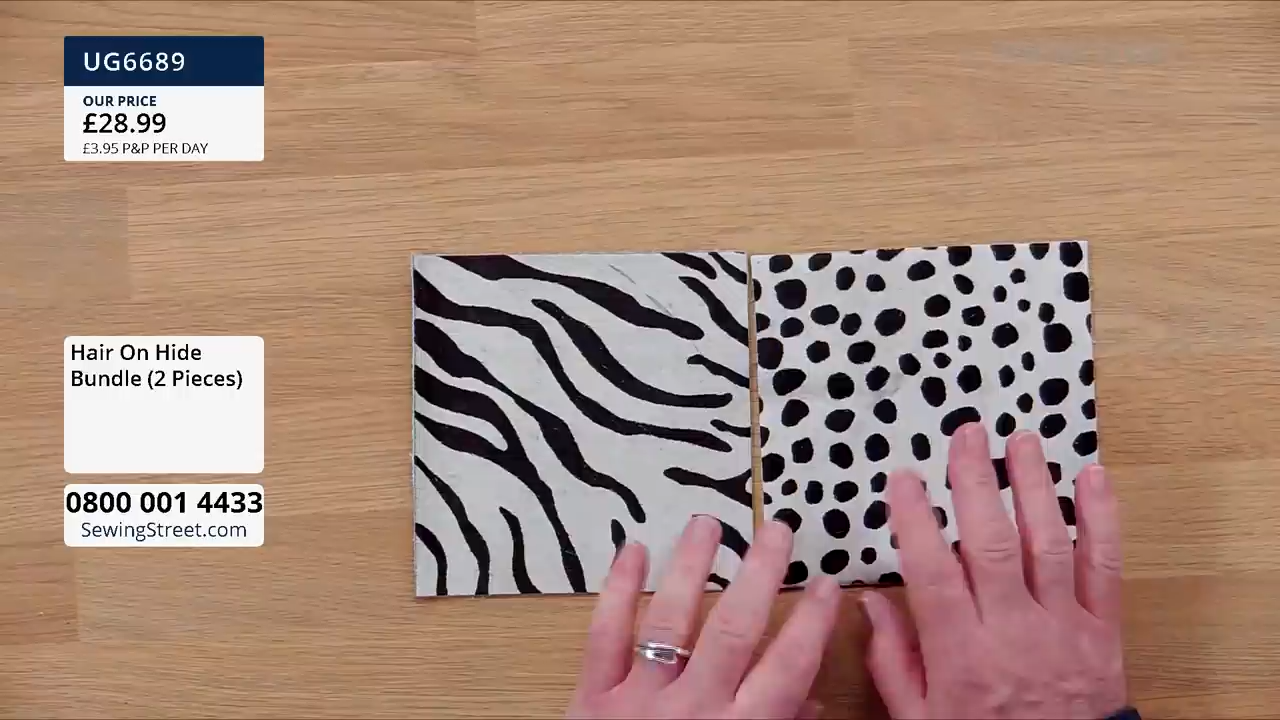 UG6689
OUR PRICE
£28.99
£3.95 P&P PER DAY
Hair On Hide
Bundle (2 Pieces)
0800 001 4433
SewingStreet.com